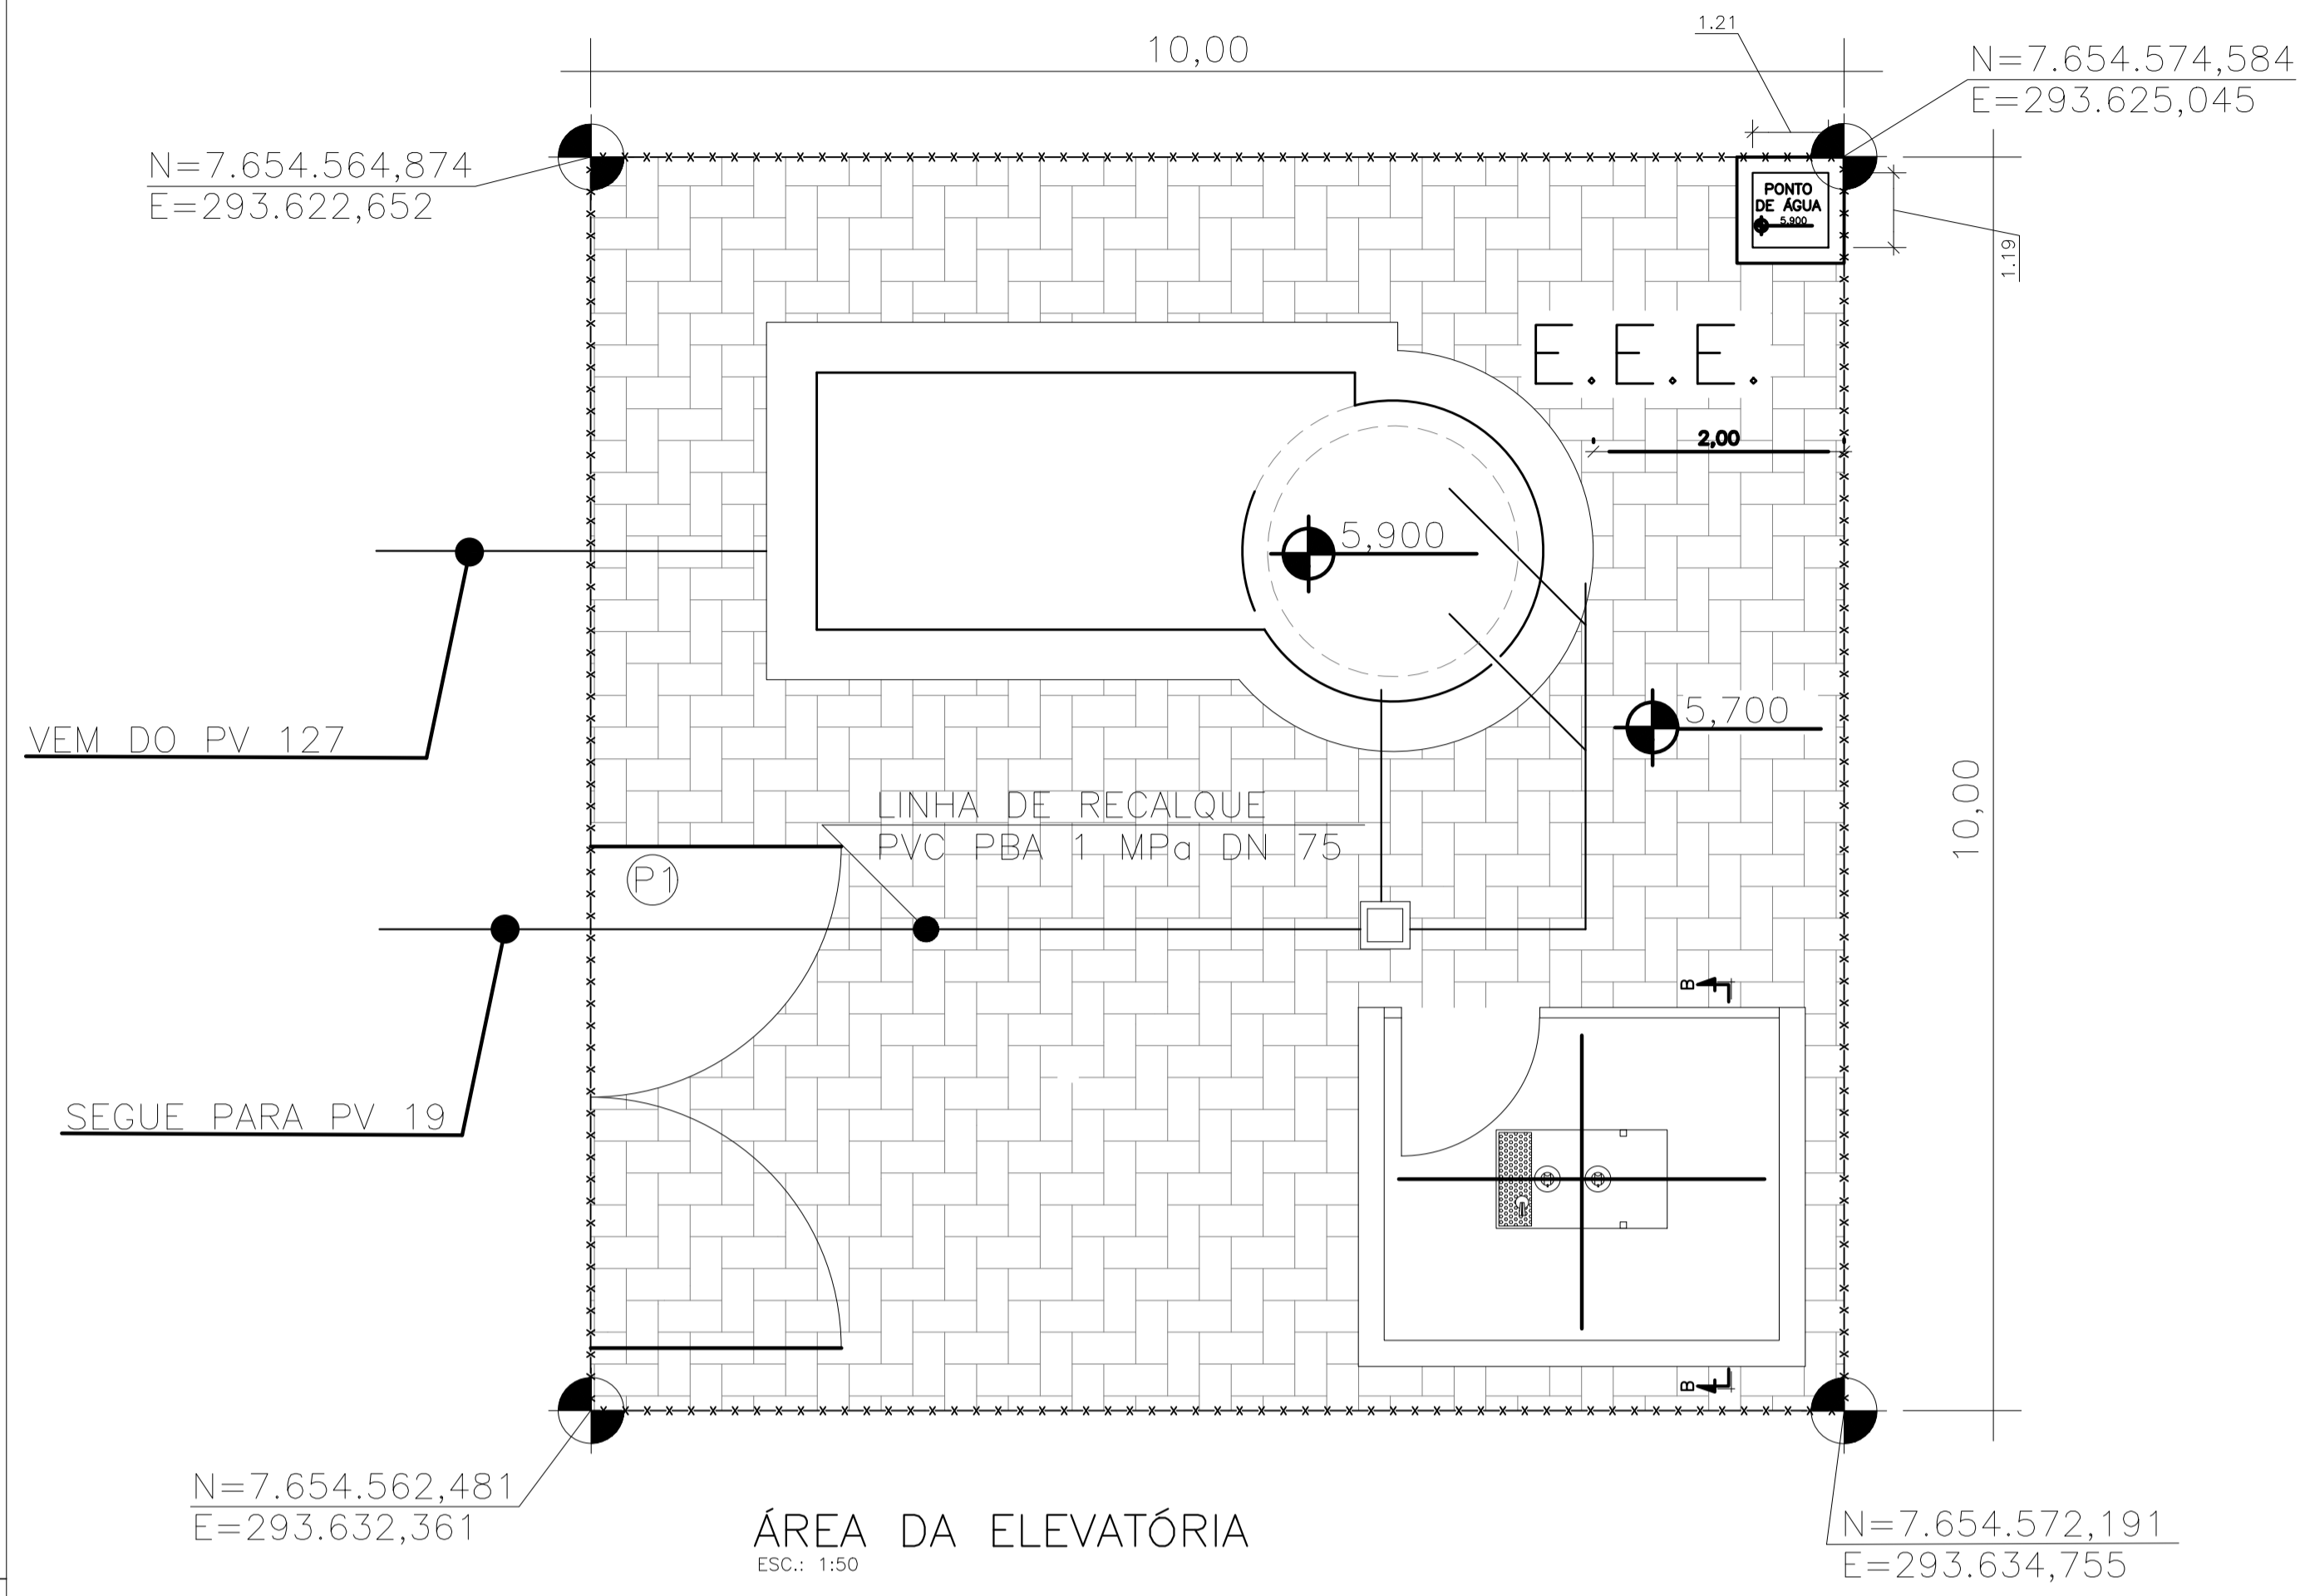 1.21
10,00
N=7.654.574,584
E=293.625,045
N=7.654.564,874
E=293.622,652
PONTO
DE ÁGUA
5.900
1.19
E.E.E.
2,00
5,900
5,700
VEM DO PV 127
10,00
LINHA DE RECALQUE
PVC PBA 1 MPa DN 75
P1
B
SEGUE PARA PV 19
B
N=7.654.562,481
E=293.632,361
ÁREA DA ELEVATÓRIA
ESC.: 1:50
N=7.654.572,191
E=293.634,755